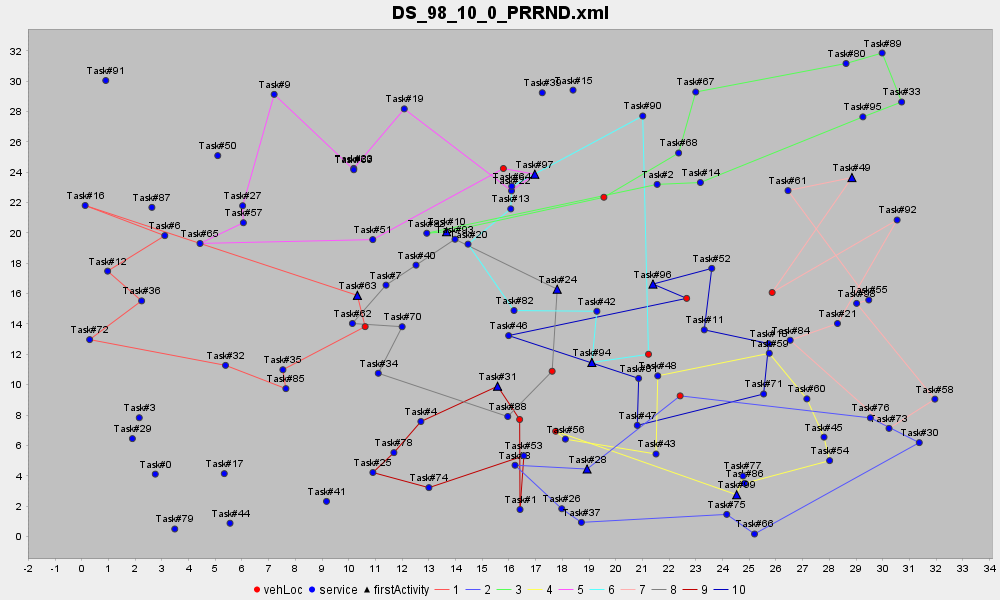 DS_98_10_0_PRRND.xml
Task#89
Task#80
Task#91
Task#9
Task#39
Task#15
Task#67
Task#33
Task#19
Task#90
Task#95
Task#50
Task#68
Task#97
Task#49
Task#2
Task#14
Task#61
Task#16
Task#87
Task#27
Task#22
Task#13
Task#92
Task#57
Task#6
Task#65
Task#51
Task#10
Task#93
Task#20
Task#40
Task#12
Task#7
Task#24
Task#96
Task#52
Task#63
Task#36
Task#55
Task#82
Task#42
Task#21
Task#72
Task#62
Task#70
Task#46
Task#11
Task#84
Task#59
Task#32
Task#35
Task#34
Task#94
Task#48
Task#85
Task#31
Task#71
Task#60
Task#58
Task#3
Task#4
Task#88
Task#47
Task#76
Task#73
Task#29
Task#56
Task#45
Task#30
Task#78
Task#53
Task#43
Task#54
Task#0
Task#17
Task#25
Task#28
Task#77
Task#86
Task#74
Task#41
Task#1
Task#26
Task#75
Task#79
Task#44
Task#37
Task#66
32
30
28
26
24
22
20
18
16
14
12
10
8
6
4
2
0
-2 -1 0 1 2 3 4 5 6 7 8 9 10 11 12 13 14 15 16 17 18 19 20 21 22 23 24 25 26 27 28 29 30 31 32 33 34
vehLoc service firstActivity 1 2 3 4 5 6 7 8 9 10